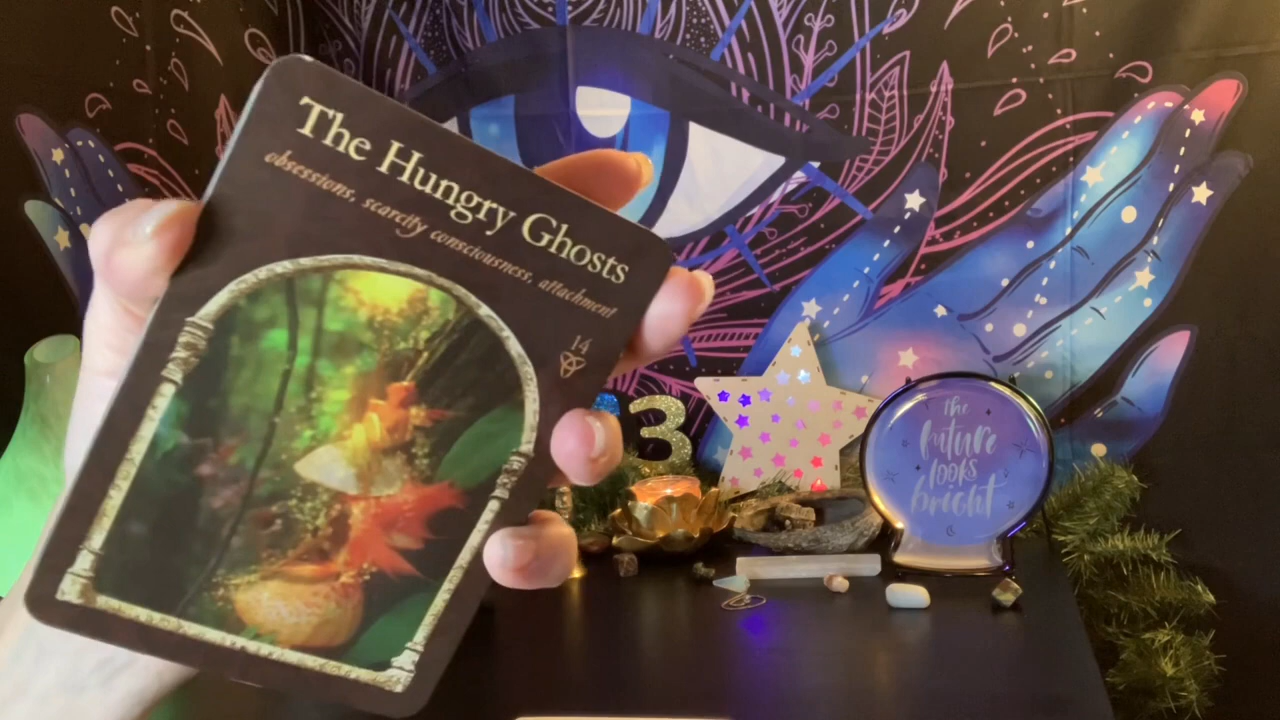 The Hungry Ghosts
obsessions, scarcity consciousness, attachment
14
3
the
future
looks
bright